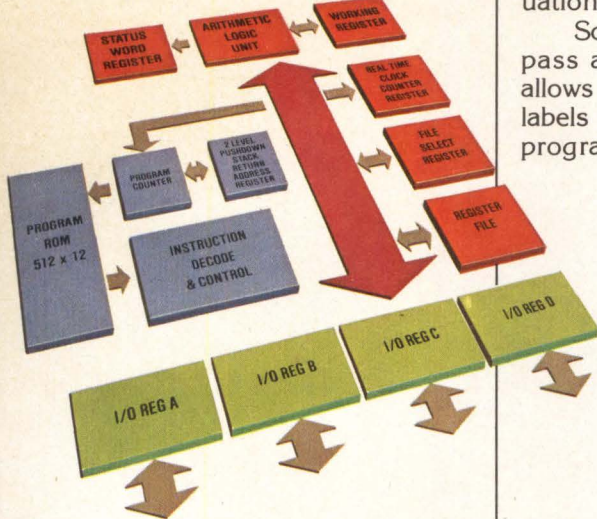 STATUS
WORD
REGISTER
ARITHMETIC
LOGIC
UNIT
WORKING
REGISTER
REAL TIME
CLOCK
COUNTER
REGISTER
FILE
SELECT
REGISTER
REGISTER
FILE
PROGRAM
COUNTER
2 LEVEL
PUSHDOWN
STACK
RETURN
ADDRESS
REGISTER
PROGRAM
ROM
512 x 12
INSTRUCTION
DECODE
& CONTROL
I/O REG A
I/O REG B
I/O REG C
I/O REG D
uation
pass a
allows
labels
progra